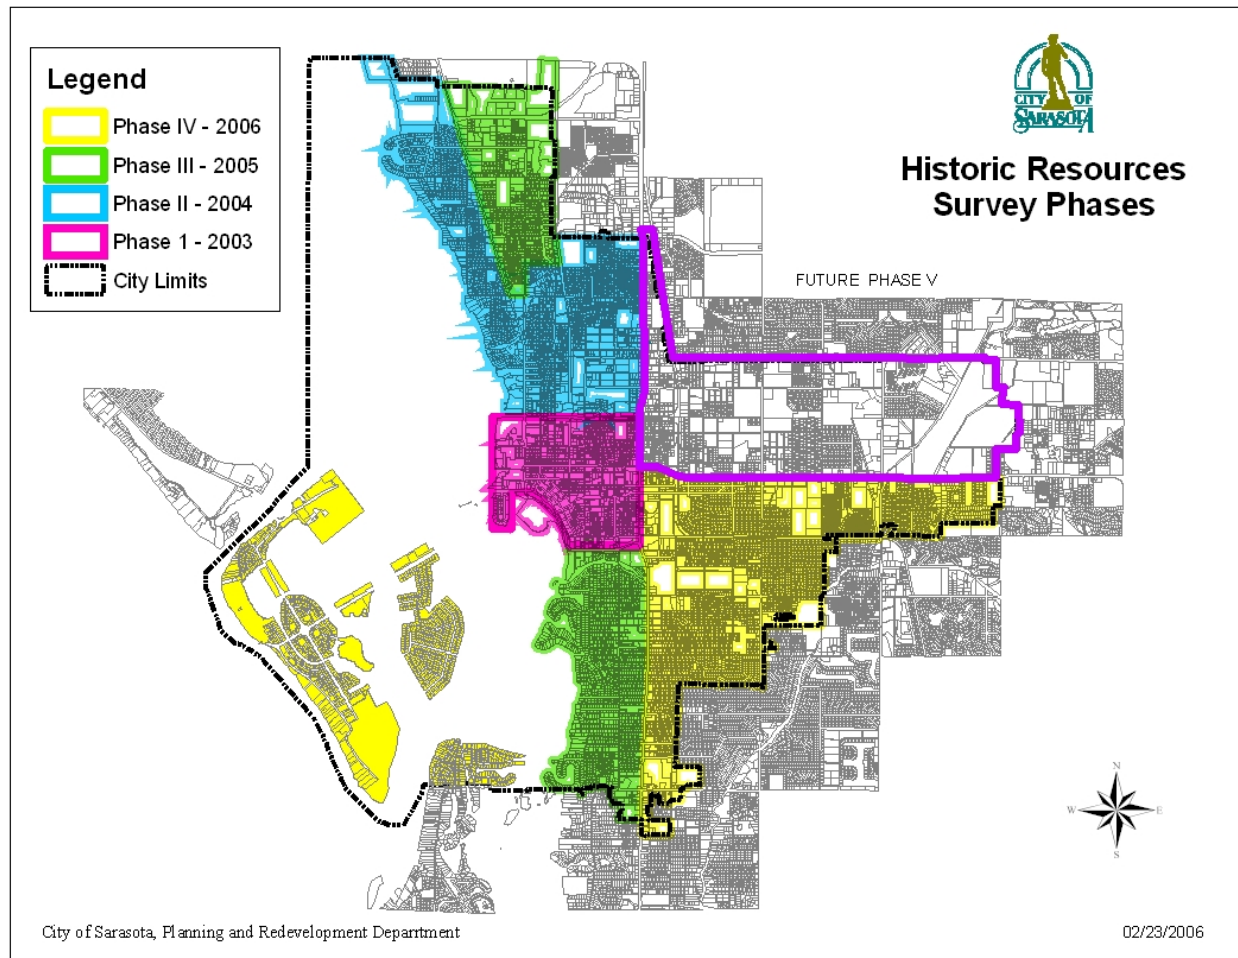 Legend
Phase IV - 2006
Phase III - 2005
Phase II - 2004
Phase 1 - 2003
City Limits
CITY OF
SARASOTA
Historic Resources
Survey Phases
FUTURE PHASE V
N
W E
S
City of Sarasota, Planning and Redevelopment Department
02/23/2006